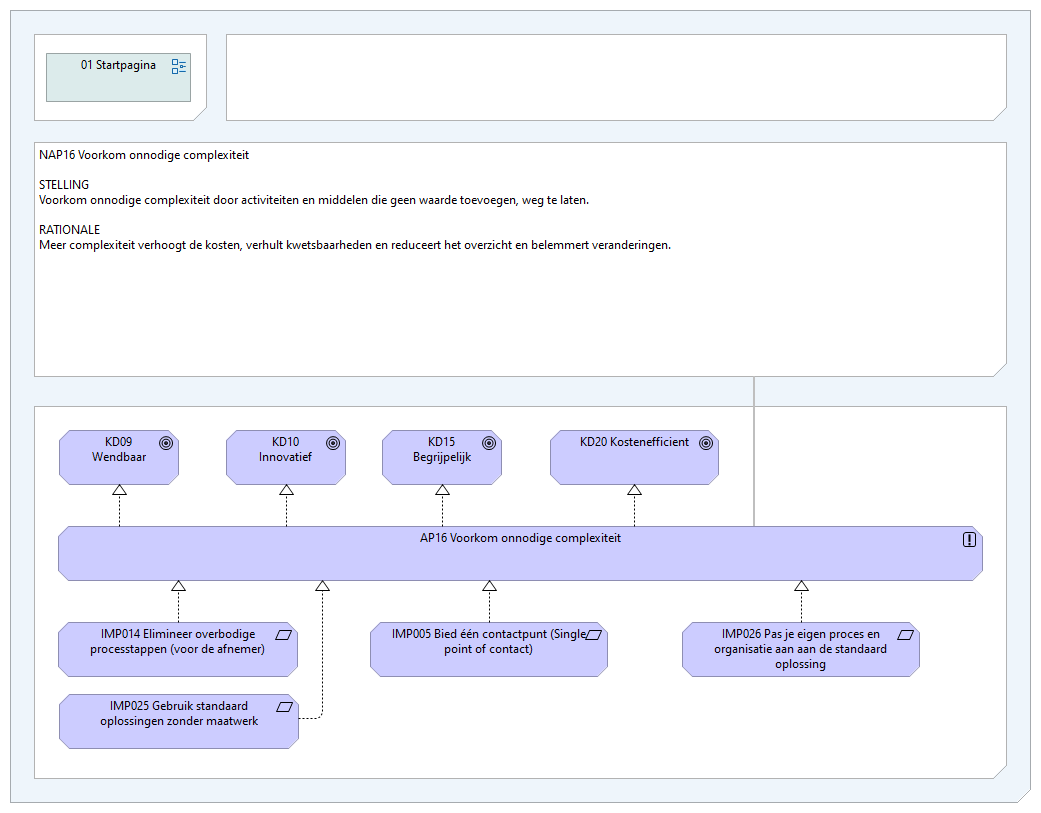 01 Startpagina
NAP16 Voorkom onnodige complexiteit
STELLING
Voorkom onnodige complexiteit door activiteiten en middelen die geen waarde toevoegen, weg te laten.
RATIONALE
Meer complexiteit verhoogt de kosten, verhult kwetsbaarheden en reduceert het overzicht en belemmert veranderingen.
KD09
Wendbaar
KD10
Innovatief
KD15
Begrijpelijk
KD20 Kostenefficient
AP16 Voorkom onnodige complexiteit
IMP014 Elimineer overbodige
processtappen (voor de afnemer)
IMP005 Bied één contactpunt (Single
point of contact)
IMP026 Pas je eigen proces en
organisatie aan aan de standaard
oplossing
IMP025 Gebruik standaard
oplossingen zonder maatwerk